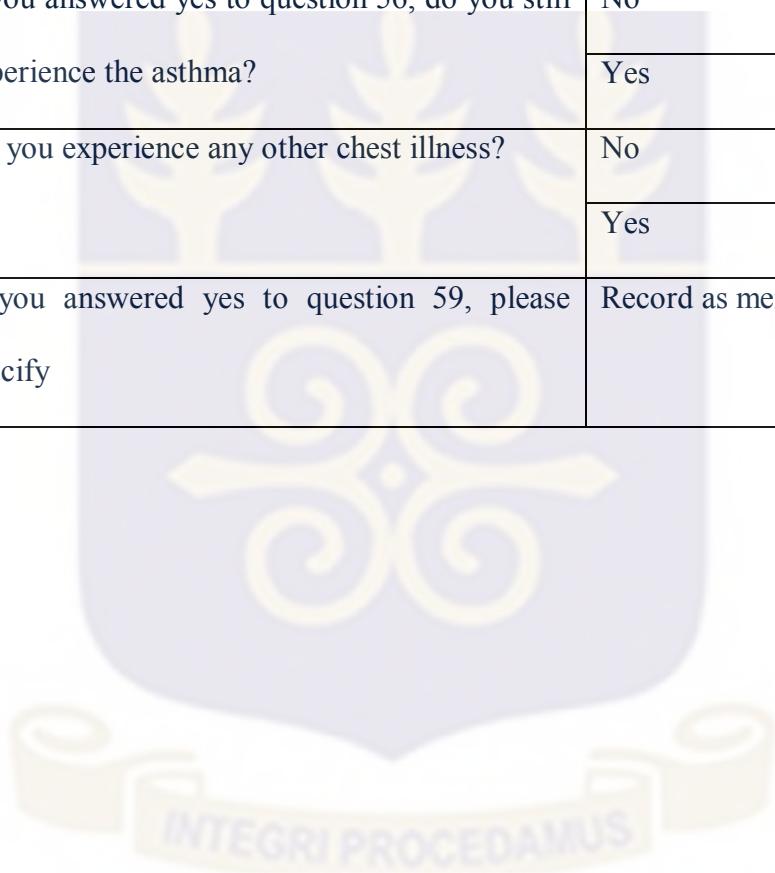 ou answered yes to question 56, do you still No
perience the asthma? Yes
you experience any other chest illness? No
Yes
you answered yes to question 59, please Record as me
cify
INTEGRI PROCEDAMUS